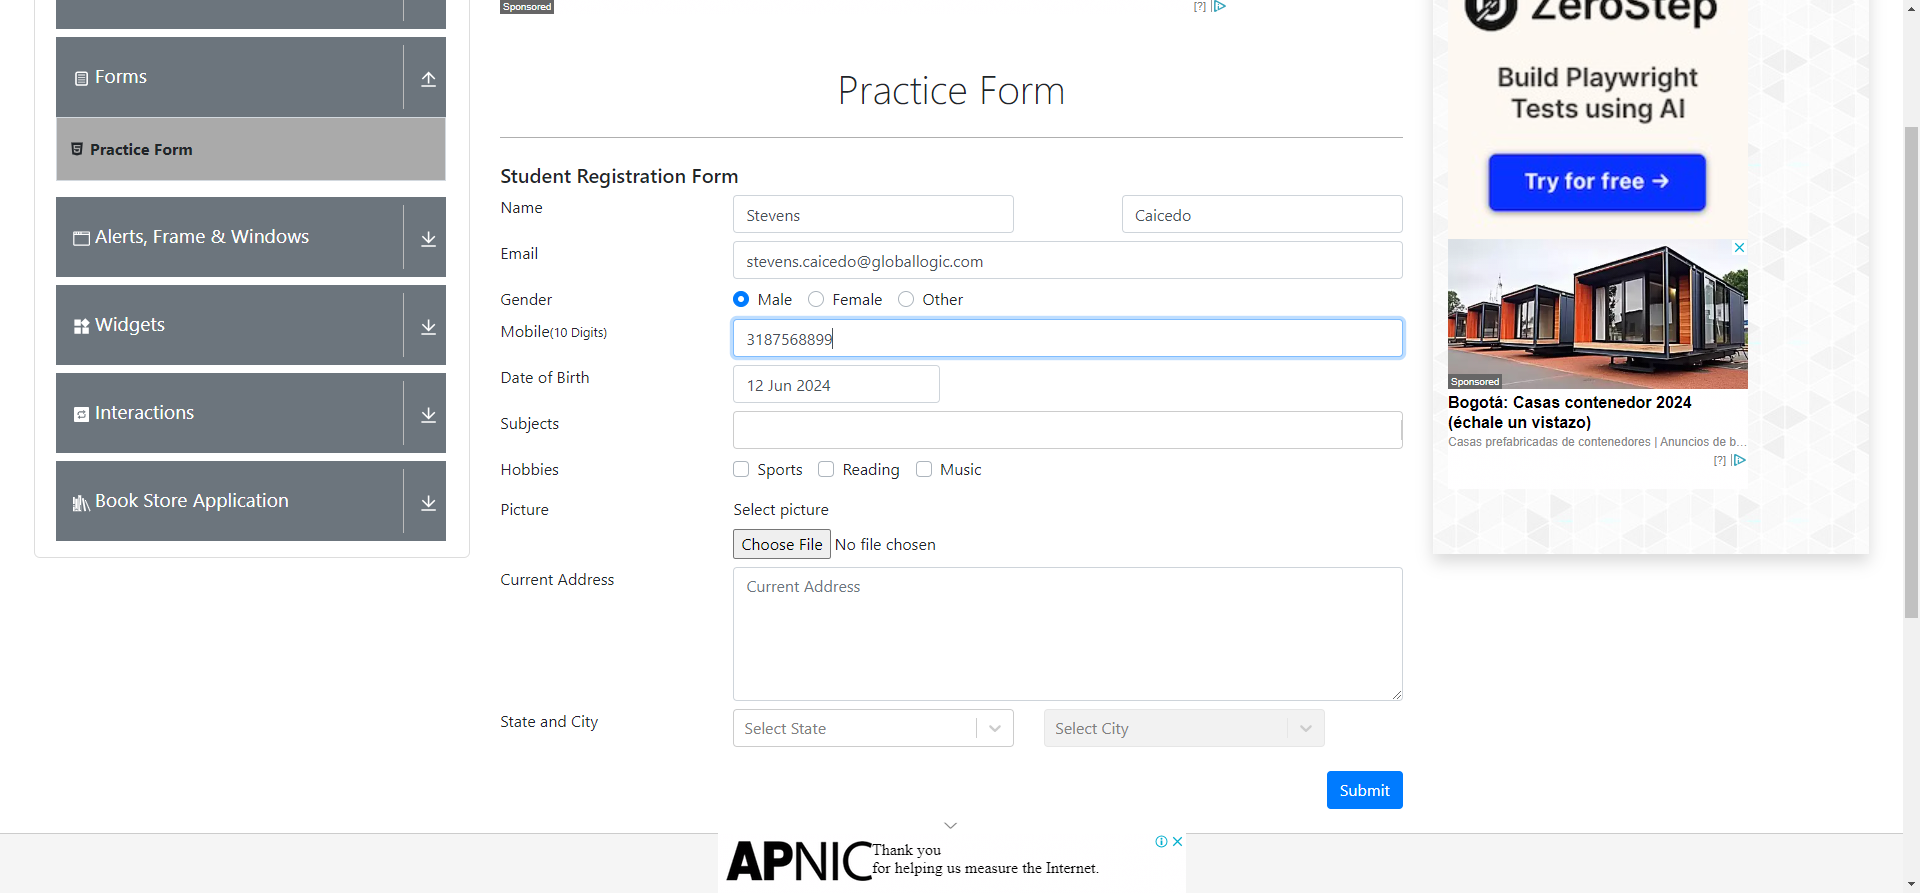 Sponsored
[?]
Forms
Practice Form
Alerts, Frame & Windows
Widgets
Interactions
Book Store Application
Practice Form
Student Registration Form
Name
Stevens
Caicedo
Email
stevens.caicedo@globallogic.com
Gender
Male
Female
Other
Mobile(10 Digits)
3187568899
Date of Birth
12 Jun 2024
Subjects
Hobbies
Sports
Reading
Music
Picture
Select picture
Choose File No file chosen
Current Address
Current Address
State and City
Select State
Select City
Submit
ZeroStep
Build Playwright
Tests using AI
Try for free →
Sponsored
Bogotá: Casas contenedor 2024
(échale un vistazo)
Casas prefabricadas de contenedores | Anuncios de b...
[?]
APNIC
Thank you
for helping us measure the Internet.